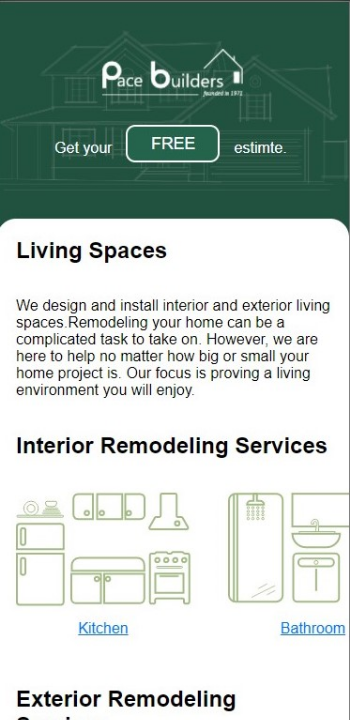 Pace Builders
founded in 1972
Get your FREE estimte.
Living Spaces
We design and install interior and exterior living
spaces.Remodeling your home can be a
complicated task to take on. However, we are
here to help no matter how big or small your
home project is. Our focus is proving a living
environment you will enjoy.
Interior Remodeling Services
Kitchen Bathroom
Exterior Remodeling